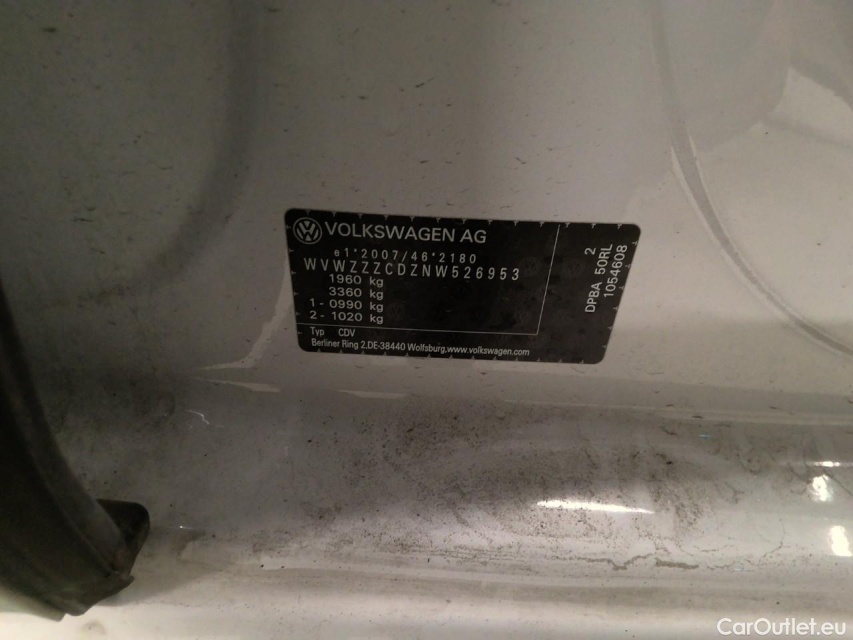 VOLKSWAGEN AG
e1*2007/46*2180
WVWZZZCDZNW526953
1960 kg
3360 kg
1 - 0990 kg
2 - 1020 kg
Typ CDV
Berliner Ring 2,DE-38440 Wolfsburg,www.volkswagen.com
2
DPBA 50RL
1054608
CarOutlet.eu